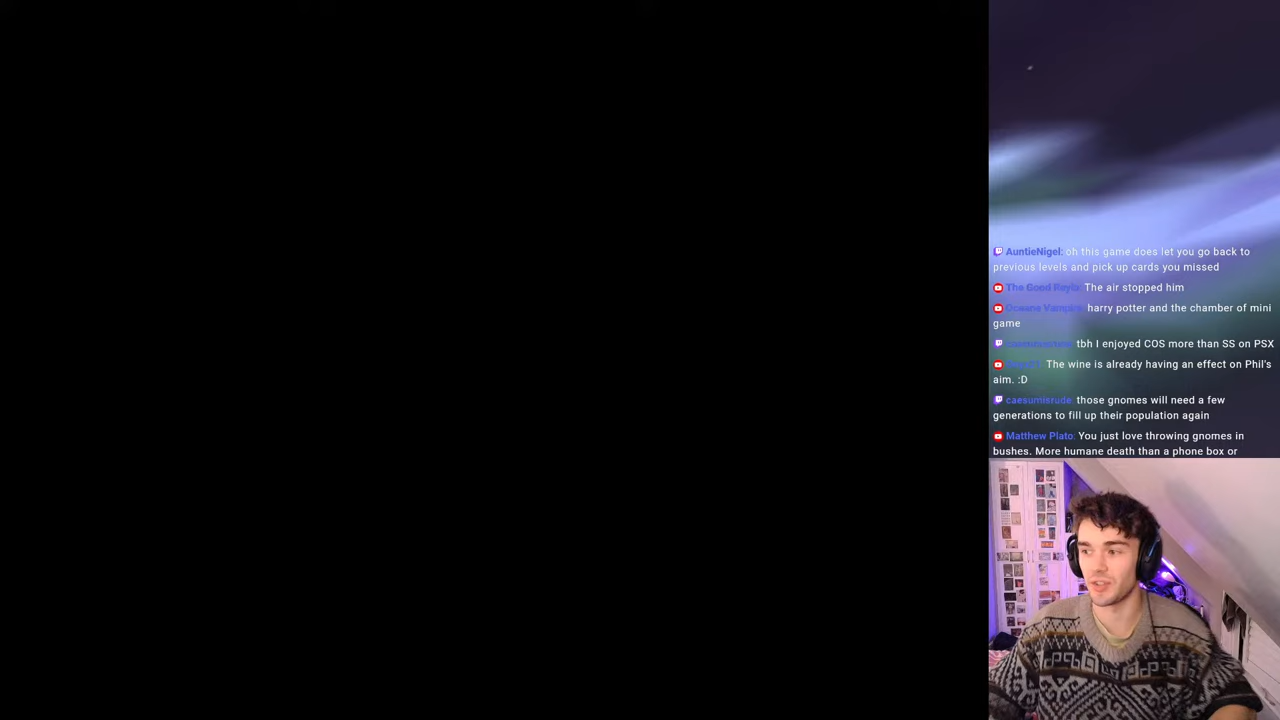 AuntieNigel: oh this game does let you go back to
previous levels and pick up cards you missed
The air stopped him
harry potter and the chamber of mini
game
tbh I enjoyed COS more than SS on PSX
The wine is already having an effect on Phil's
aim. :D
caesumisrude: those gnomes will need a few
generations to fill up their population again
Matthew Plato: You just love throwing gnomes in
bushes. More humane death than a phone box or